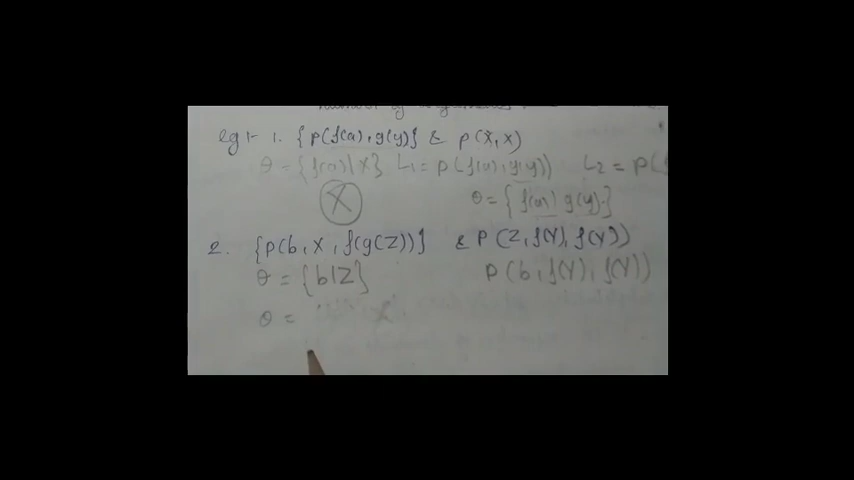 eg :- 1. {P(f(a), g(y)} & P(X, X)
θ = {f(a) | X} L1 = P(f(a), g(y)) L2 = P(f
X θ = {f(a) | g(y)}
2. {P(b, X, f(g(Z))} & P(Z, f(Y), f(Y))
θ = {b|Z} P(b, f(Y), f(Y))
θ =